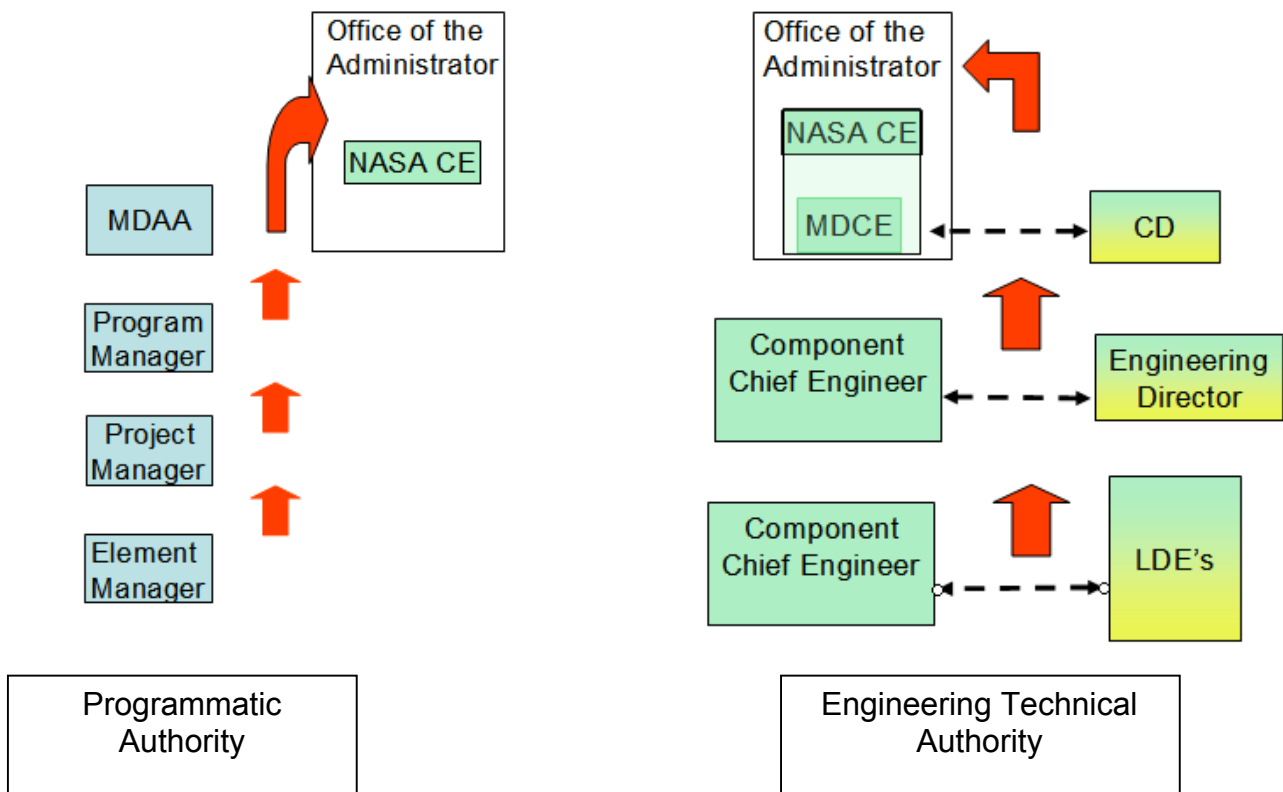 Office of the
Administrator
NASA CE
MDAA
Program
Manager
Project
Manager
Element
Manager
Programmatic
Authority
Office of the
Administrator
NASA CE
MDCE
CD
Component
Chief Engineer
Engineering
Director
Component
Chief Engineer
LDE's
Engineering Technical
Authority